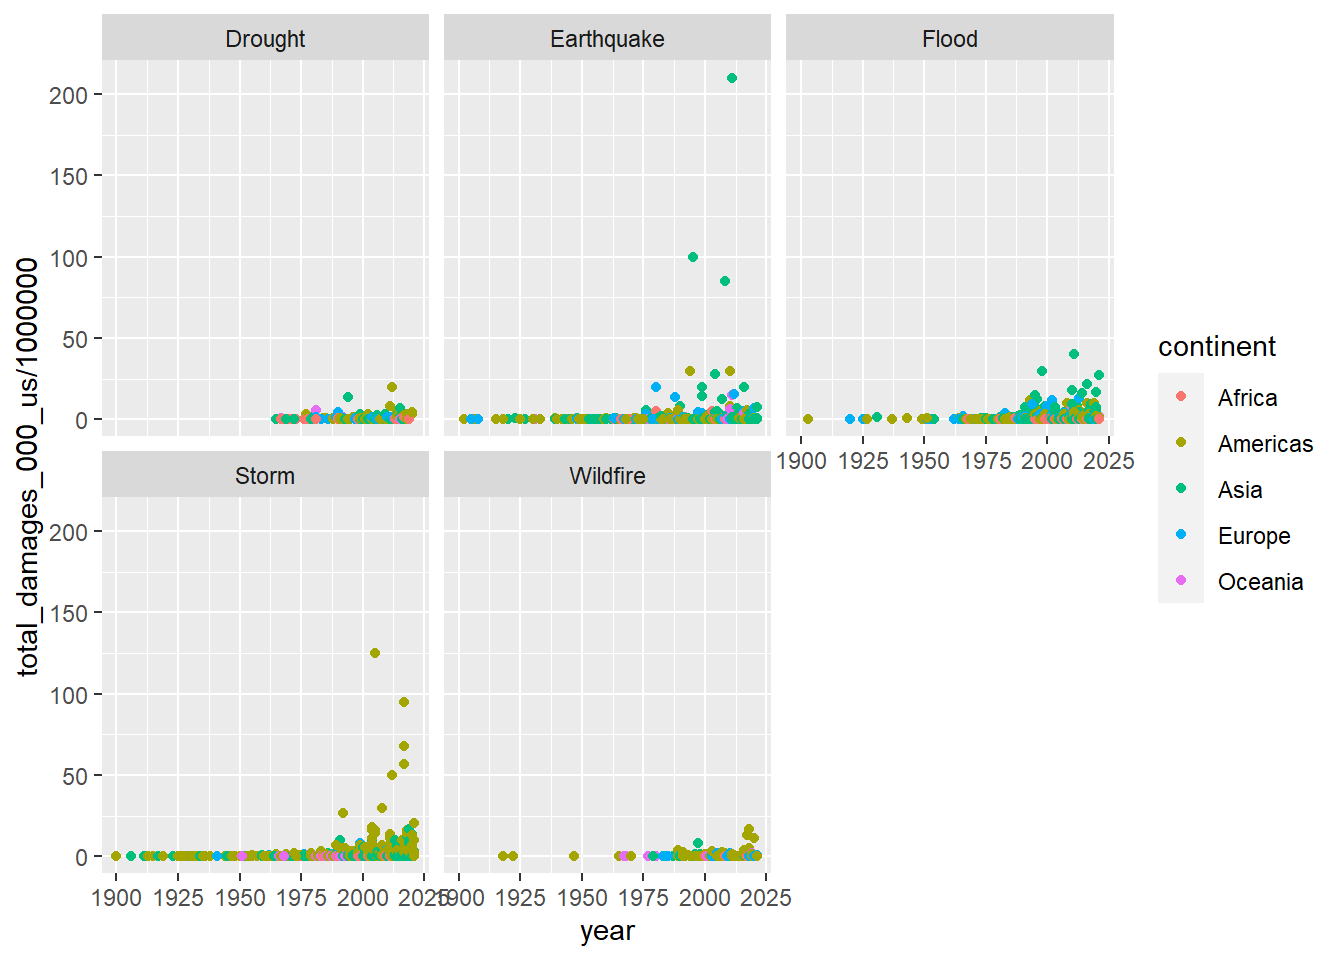 Drought
Earthquake
Flood
200
150
100
50
0
1900 1925 1950 1975 2000 2025
Storm
Wildfire
200
150
100
50
0
1900 1925 1950 1975 2000 2025
1900 1925 1950 1975 2000 2025
year
total_damages_000_us/1000000
continent
Africa
Americas
Asia
Europe
Oceania